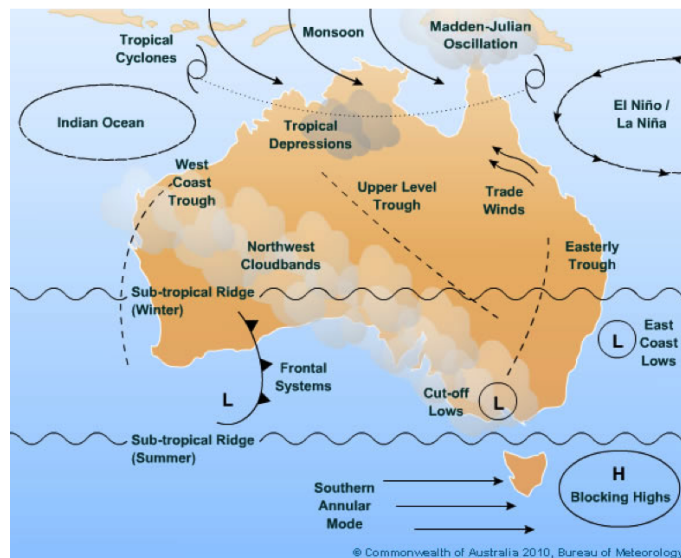 Tropical
Cyclones
Monsoon
Madden-Julian
Oscillation
Indian Ocean
El Niño /
La Niña
Tropical
Depressions
West
Coast
Trough
Upper Level
Trough
Trade
Winds
Northwest
Cloudbands
Easterly
Trough
Sub-tropical Ridge
(Winter)
East
Coast
Lows
L
Frontal
Systems
L
Cut-off
Lows
L
Sub-tropical Ridge
(Summer)
H
Blocking Highs
Southern
Annular
Mode
© Commonwealth of Australia 2010, Bureau of Meteorology